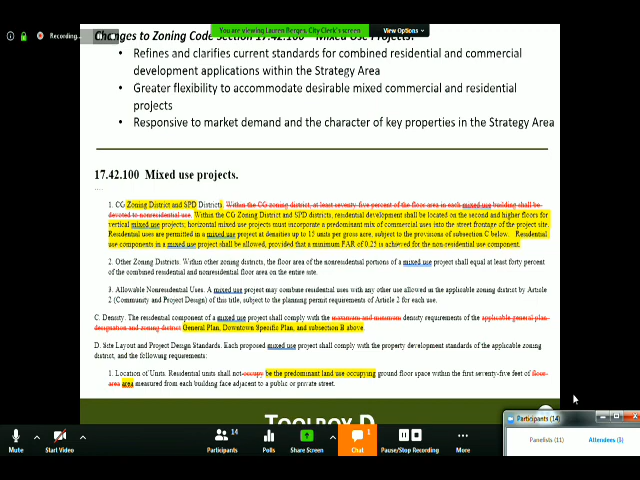 Recording...
You are viewing Lauren Berges, City Clerk's screen
View Options
Changes to Zoning Code Section 17.42.100 Mixed Use Projects:
• Refines and clarifies current standards for combined residential and commercial
development applications within the Strategy Area
• Greater flexibility to accommodate desirable mixed commercial and residential
projects
• Responsive to market demand and the character of key properties in the Strategy Area
17.42.100 Mixed use projects.
....
1. CG Zoning District and SPD Districts. Within the CG zoning district, at least seventy-five percent of the floor area in each mixed use building shall be
devoted to nonresidential use. Within the CG Zoning District and SPD districts, residential development shall be located on the second and higher floors for
vertical mixed use projects; horizontal mixed use projects must incorporate a predominant mix of commercial uses into the street frontage of the project site.
Residential uses are permitted in a mixed use project at densities up to 15 units per gross acre, subject to the provisions of subsection C below. Residential
use components in a mixed use project shall be allowed, provided that a minimum FAR of 0.25 is achieved for the non-residential use component.
2. Other Zoning Districts. Within other zoning districts, the floor area of the nonresidential portions of a mixed use project shall equal at least forty percent
of the combined residential and nonresidential floor area on the entire site.
3. Allowable Nonresidential Uses. A mixed use project may combine residential uses with any other use allowed in the applicable zoning district by Article
2 (Community and Project Design) of this title, subject to the planning permit requirements of Article 2 for each use.
C. Density. The residential component of a mixed use project shall comply with the maximum and minimum density requirements of the applicable general plan
designation and zoning district General Plan, Downtown Specific Plan, and subsection B above.
D. Site Layout and Project Design Standards. Each proposed mixed use project shall comply with the property development standards of the applicable zoning
district, and the following requirements:
1. Location of Units. Residential units shall not occupy be the predominant land use occupying ground floor space within the first seventy-five feet of floor
area area measured from each building face adjacent to a public or private street.
TOOLBOX D
Participants (14)
Panelists (11)
Attendees (3)
Mute
Start Video
14
Participants
Polls
Share Screen
1
Chat
Pause/Stop Recording
More